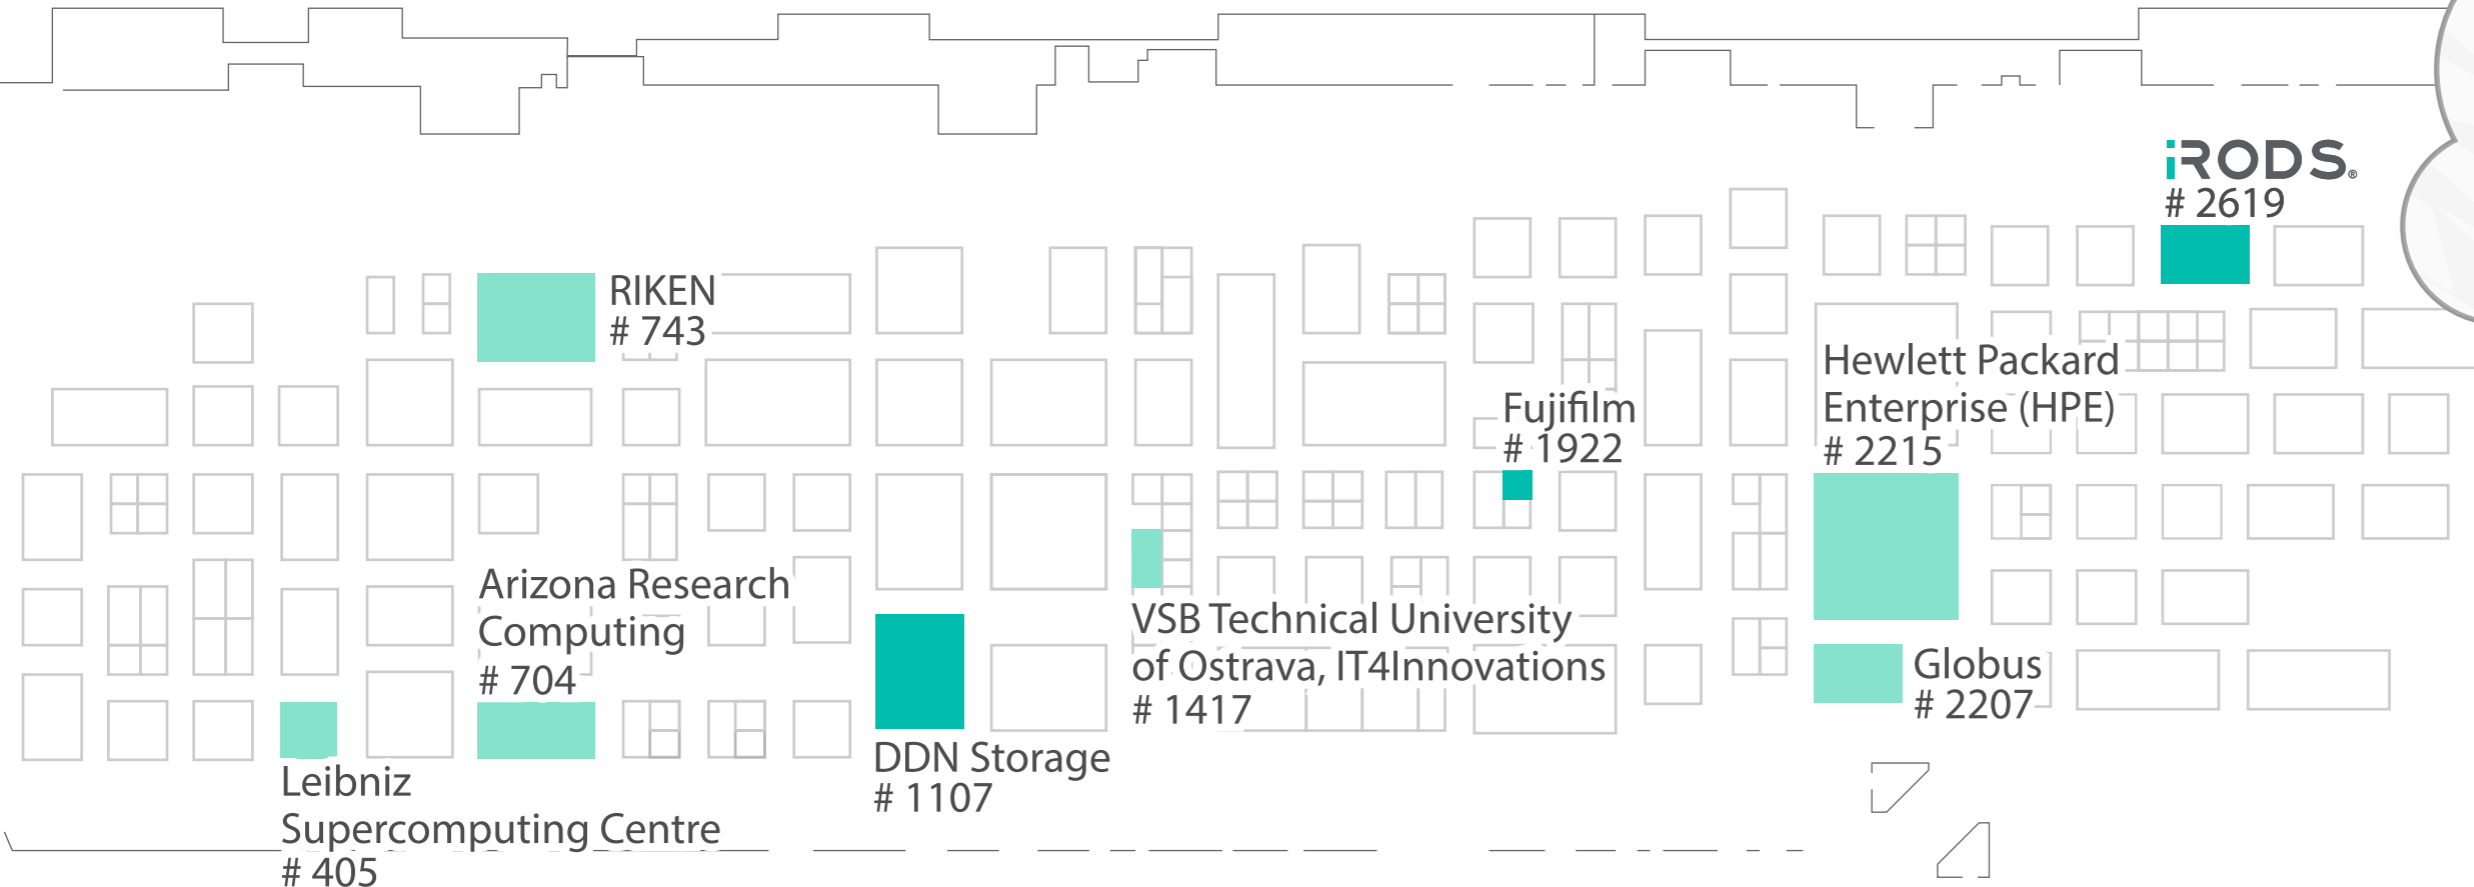 iRODS®
# 2619
RIKEN
# 743
Hewlett Packard
Enterprise (HPE)
# 2215
Fujifilm
# 1922
Arizona Research
Computing
# 704
VSB Technical University
of Ostrava, IT4Innovations
# 1417
Globus
# 2207
DDN Storage
# 1107
Leibniz
Supercomputing Centre
# 405